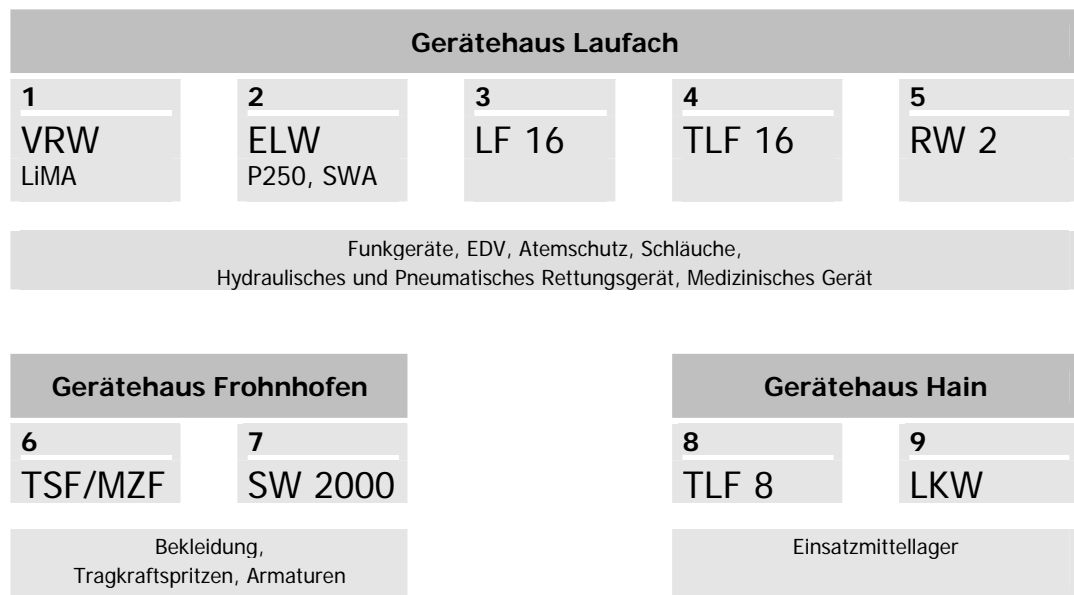 Gerätehaus Laufach
1 2 3 4 5
VRW ELW LF 16 TLF 16 RW 2
LiMA P250, SWA
Funkgeräte, EDV, Atemschutz, Schläuche,
Hydraulisches und Pneumatisches Rettungsgerät, Medizinisches Gerät
Gerätehaus Frohnhofen Gerätehaus Hain
6 7 8 9
TSF/MZF SW 2000 TLF 8 LKW
Bekleidung, Einsatzmittellager
Tragkraftspritzen, Armaturen